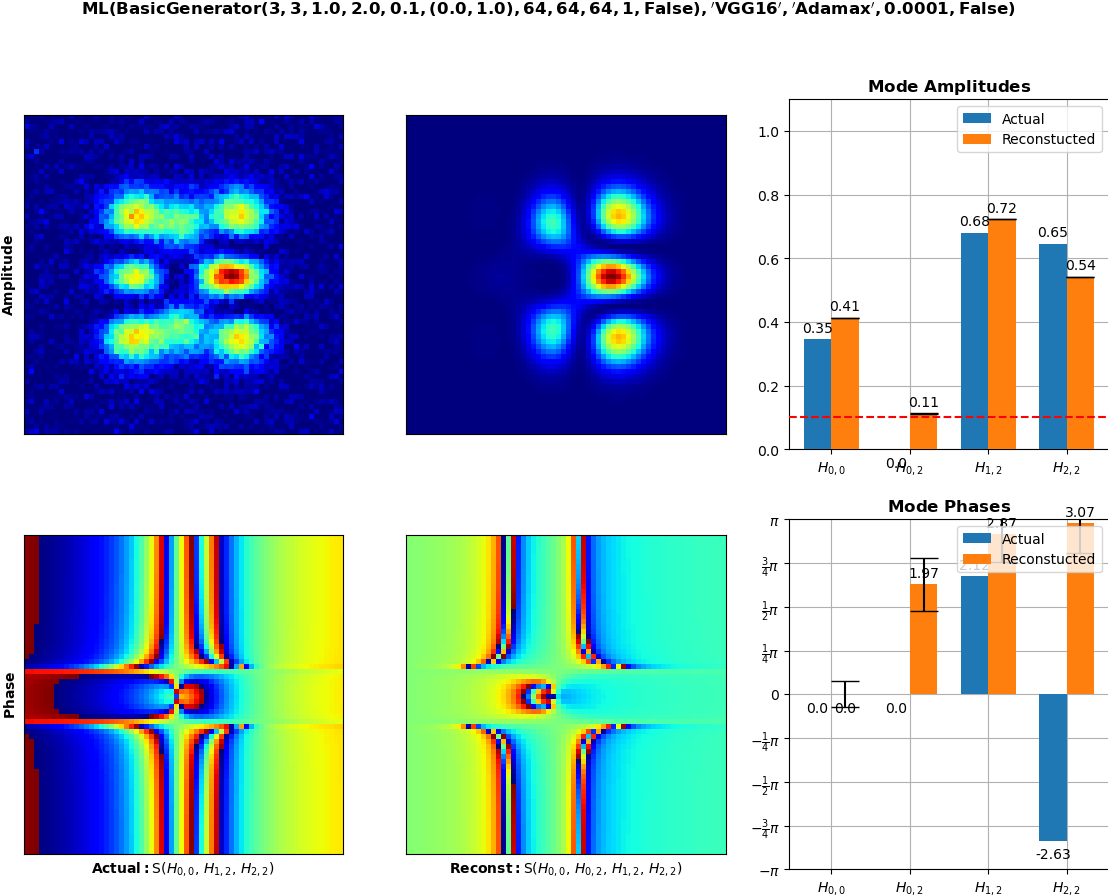 ML(BasicGenerator(3, 3, 1.0, 2.0, 0.1, (0.0, 1.0), 64, 64, 64, 1, False), ′VGG16′, ′Adamax′, 0.0001, False)
Mode Amplitudes
Actual
Reconstucted
1.0
0.8
0.6
0.4
0.2
0.0
0.35
0.41
0.0
0.11
0.68
0.72
0.65
0.54
H0,0
H0,2
H1,2
H2,2
Amplitude
Mode Phases
Actual
Reconstucted
π
3/4π
1/2π
1/4π
0
−1/4π
−1/2π
−3/4π
−π
0.0
0.0
0.0
1.97
2.12
2.87
-2.63
3.07
H0,0
H0,2
H1,2
H2,2
Phase
Actual: S(H0,0, H1,2, H2,2)
Reconst: S(H0,0, H0,2, H1,2, H2,2)